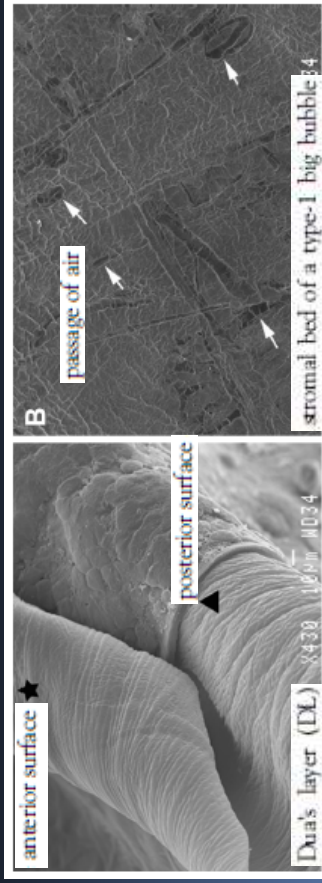 anterior surface
posterior surface
Dua's layer (DL)
X430 10µm WD34
B
passage of air
stromal bed of a type-1 big bubble
34